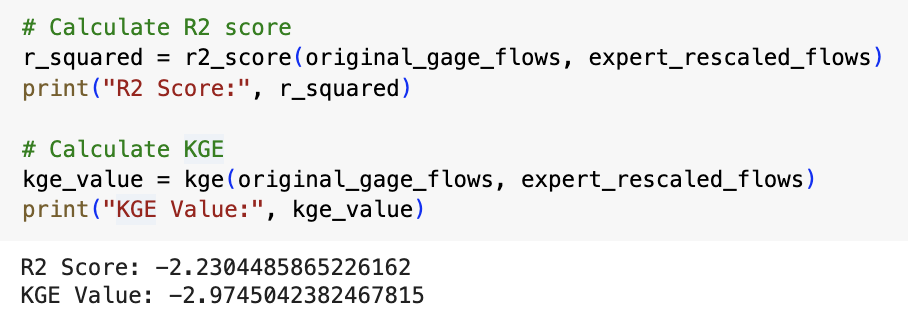 # Calculate R2 score
r_squared = r2_score(original_gage_flows, expert_rescaled_flows)
print("R2 Score:", r_squared)
# Calculate KGE
kge_value = kge(original_gage_flows, expert_rescaled_flows)
print("KGE Value:", kge_value)
R2 Score: -2.2304485865226162
KGE Value: -2.9745042382467815